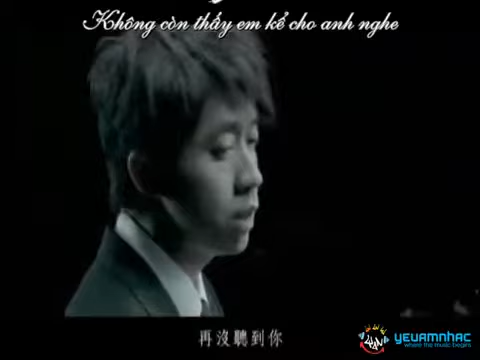 Không còn thấy em kể cho anh nghe
再沒聽到你
YEUAMNHAC
where the music begins